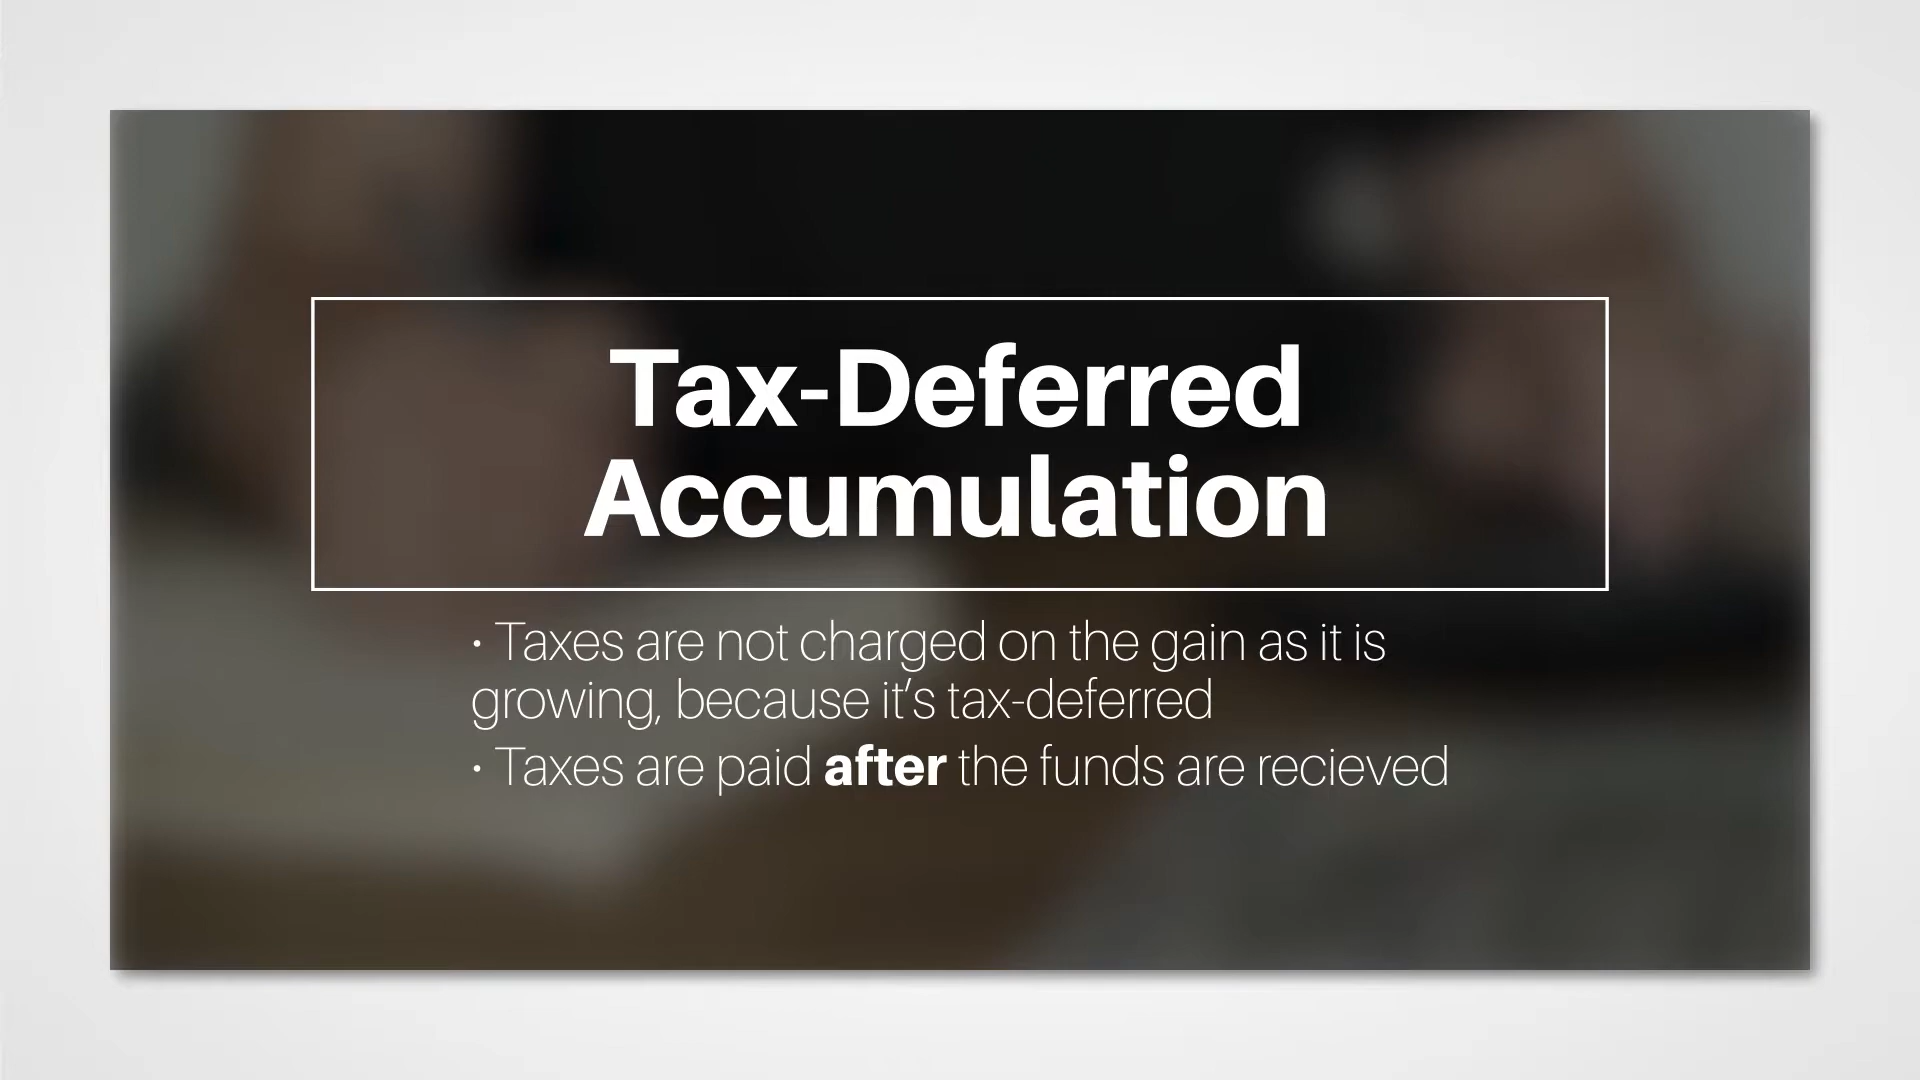 Tax-Deferred
Accumulation
· Taxes are not charged on the gain as it is
growing, because it’s tax-deferred
· Taxes are paid after the funds are recieved